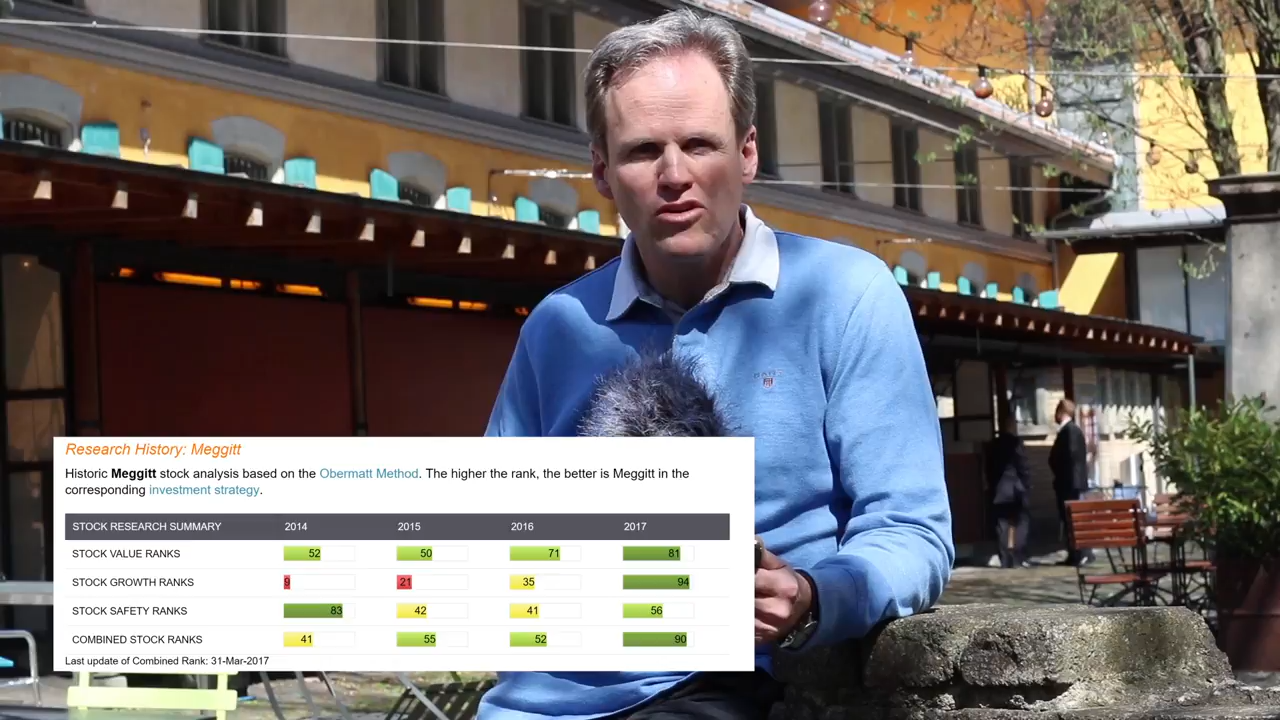 Research History: Meggitt
Historic Meggitt stock analysis based on the Obermatt Method. The higher the rank, the better is Meggitt in the
corresponding investment strategy.
STOCK RESEARCH SUMMARY 2014 2015 2016 2017
STOCK VALUE RANKS 52 50 71 81
STOCK GROWTH RANKS 9 21 35 94
STOCK SAFETY RANKS 83 42 41 56
COMBINED STOCK RANKS 41 55 52 90
Last update of Combined Rank: 31-Mar-2017
GANT